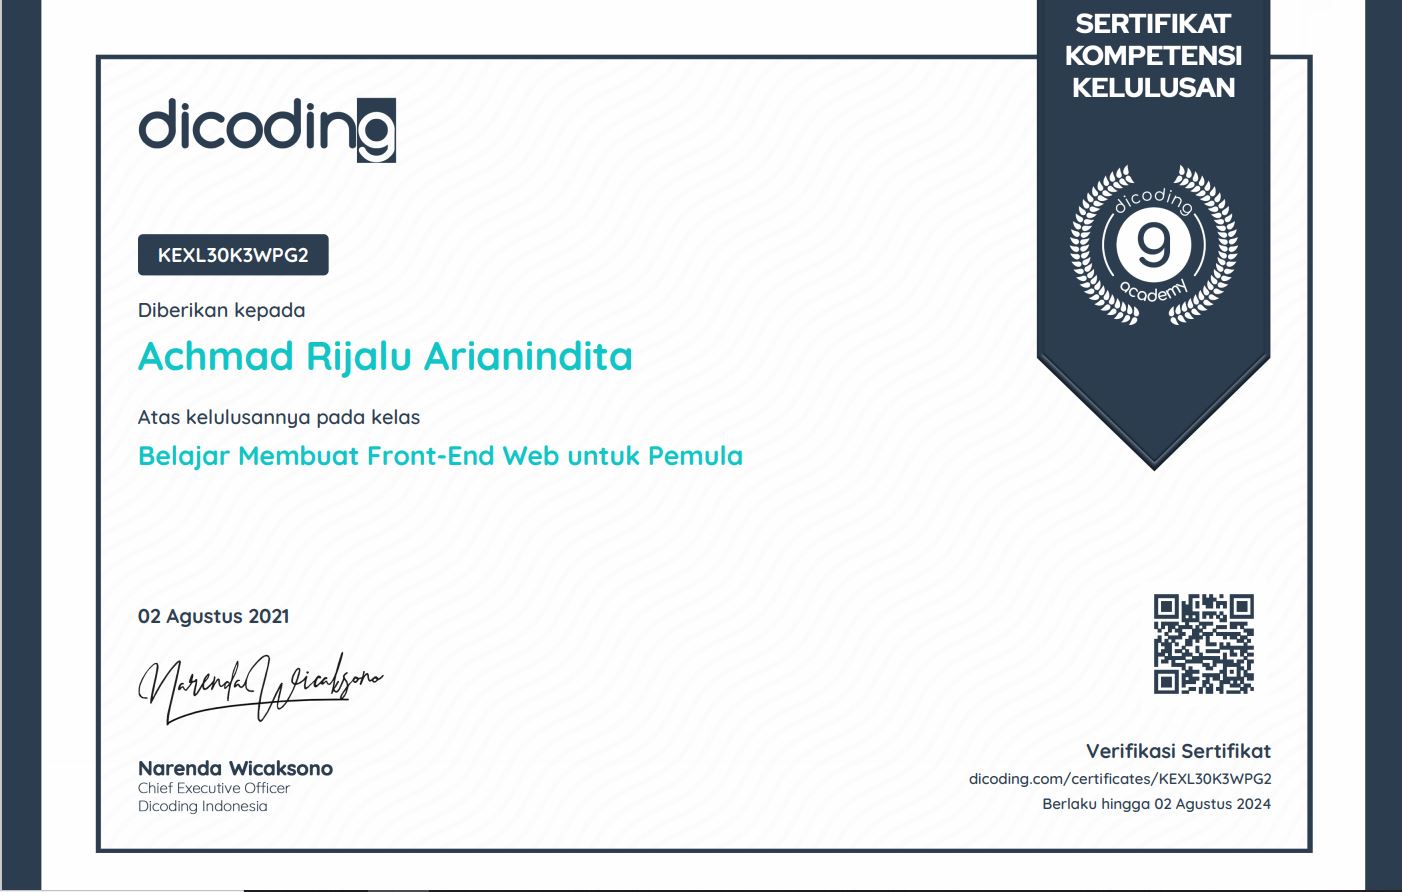 SERTIFIKAT
KOMPETENSI
KELULUSAN
dicoding
dicoding
9
academy
KEXL30K3WPG2
Diberikan kepada
Achmad Rijalu Arianindita
Atas kelulusannya pada kelas
Belajar Membuat Front-End Web untuk Pemula
02 Agustus 2021
Narenda Wicaksono
Narenda Wicaksono
Chief Executive Officer
Dicoding Indonesia
Verifikasi Sertifikat
dicoding.com/certificates/KEXL30K3WPG2
Berlaku hingga 02 Agustus 2024